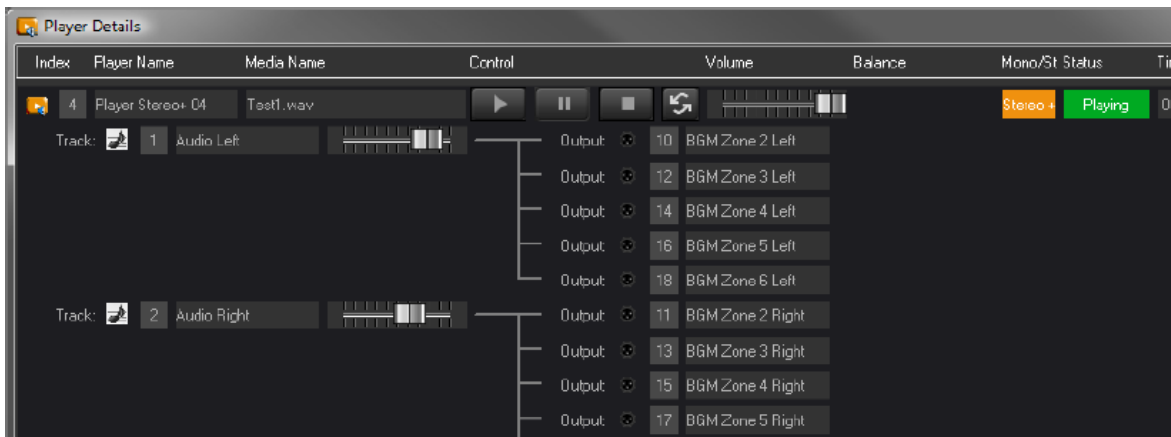 Player Details
Index Player Name Media Name Control Volume Balance Mono/St Status Ti
4 Player Stereo+ 04 Test1.wav Stereo + Playing 0
Track: 1 Audio Left Output: 10 BGM Zone 2 Left
Output: 12 BGM Zone 3 Left
Output: 14 BGM Zone 4 Left
Output: 16 BGM Zone 5 Left
Output: 18 BGM Zone 6 Left
Track: 2 Audio Right Output: 11 BGM Zone 2 Right
Output: 13 BGM Zone 3 Right
Output: 15 BGM Zone 4 Right
Output: 17 BGM Zone 5 Right